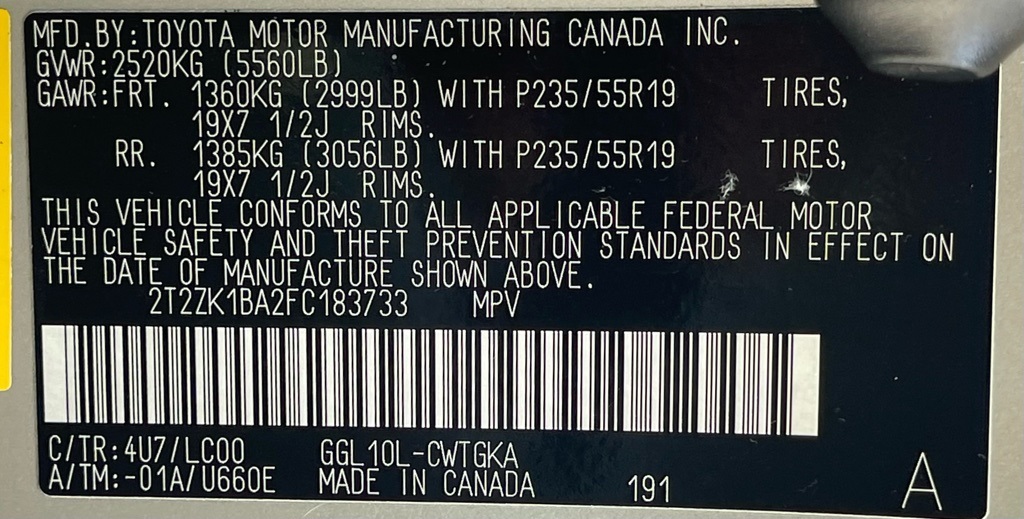 MFD.BY:TOYOTA MOTOR MANUFACTURING CANADA INC.
GVWR:2520KG (5560LB)
GAWR:FRT. 1360KG (2999LB) WITH P235/55R19 TIRES,
19X7 1/2J RIMS.
RR. 1385KG (3056LB) WITH P235/55R19 TIRES,
19X7 1/2J RIMS.
THIS VEHICLE CONFORMS TO ALL APPLICABLE FEDERAL MOTOR
VEHICLE SAFETY AND THEFT PREVENTION STANDARDS IN EFFECT ON
THE DATE OF MANUFACTURE SHOWN ABOVE.
2T2ZK1BA2FC183733 MPV
C/TR:4U7/LC00 GGL10L-CWTGKA
A/TM:-01A/U660E MADE IN CANADA 191 A